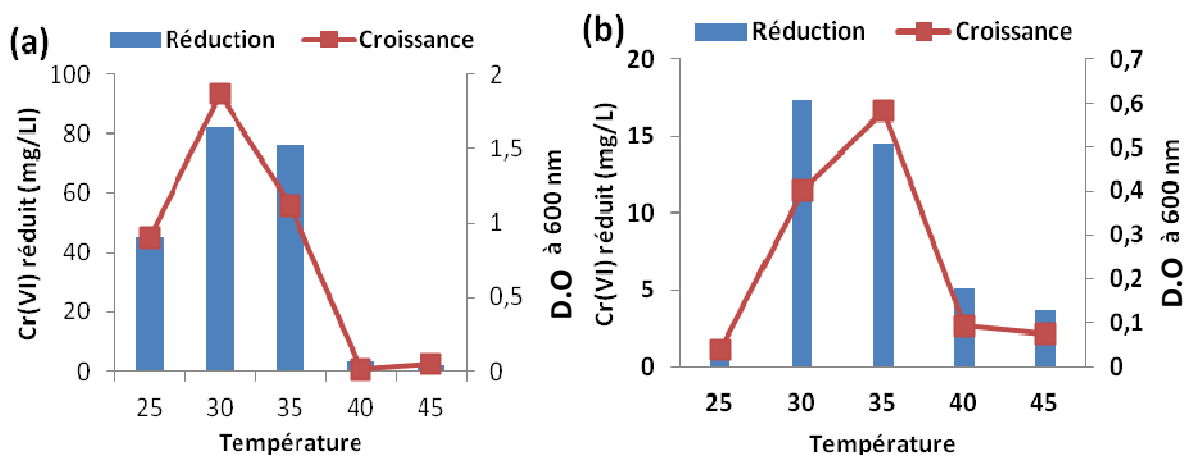 (a)
Réduction
Croissance
Cr(VI) réduit (mg/LI)
100
80
60
40
20
0
2
1,5
1
0,5
0
D.O à 600 nm
25 30 35 40 45
Température
(b)
Réduction
Croissance
Cr(VI) réduit (mg/L)
20
15
10
5
0
0,7
0,6
0,5
0,4
0,3
0,2
0,1
0
D.O à 600 nm
25 30 35 40 45
Température